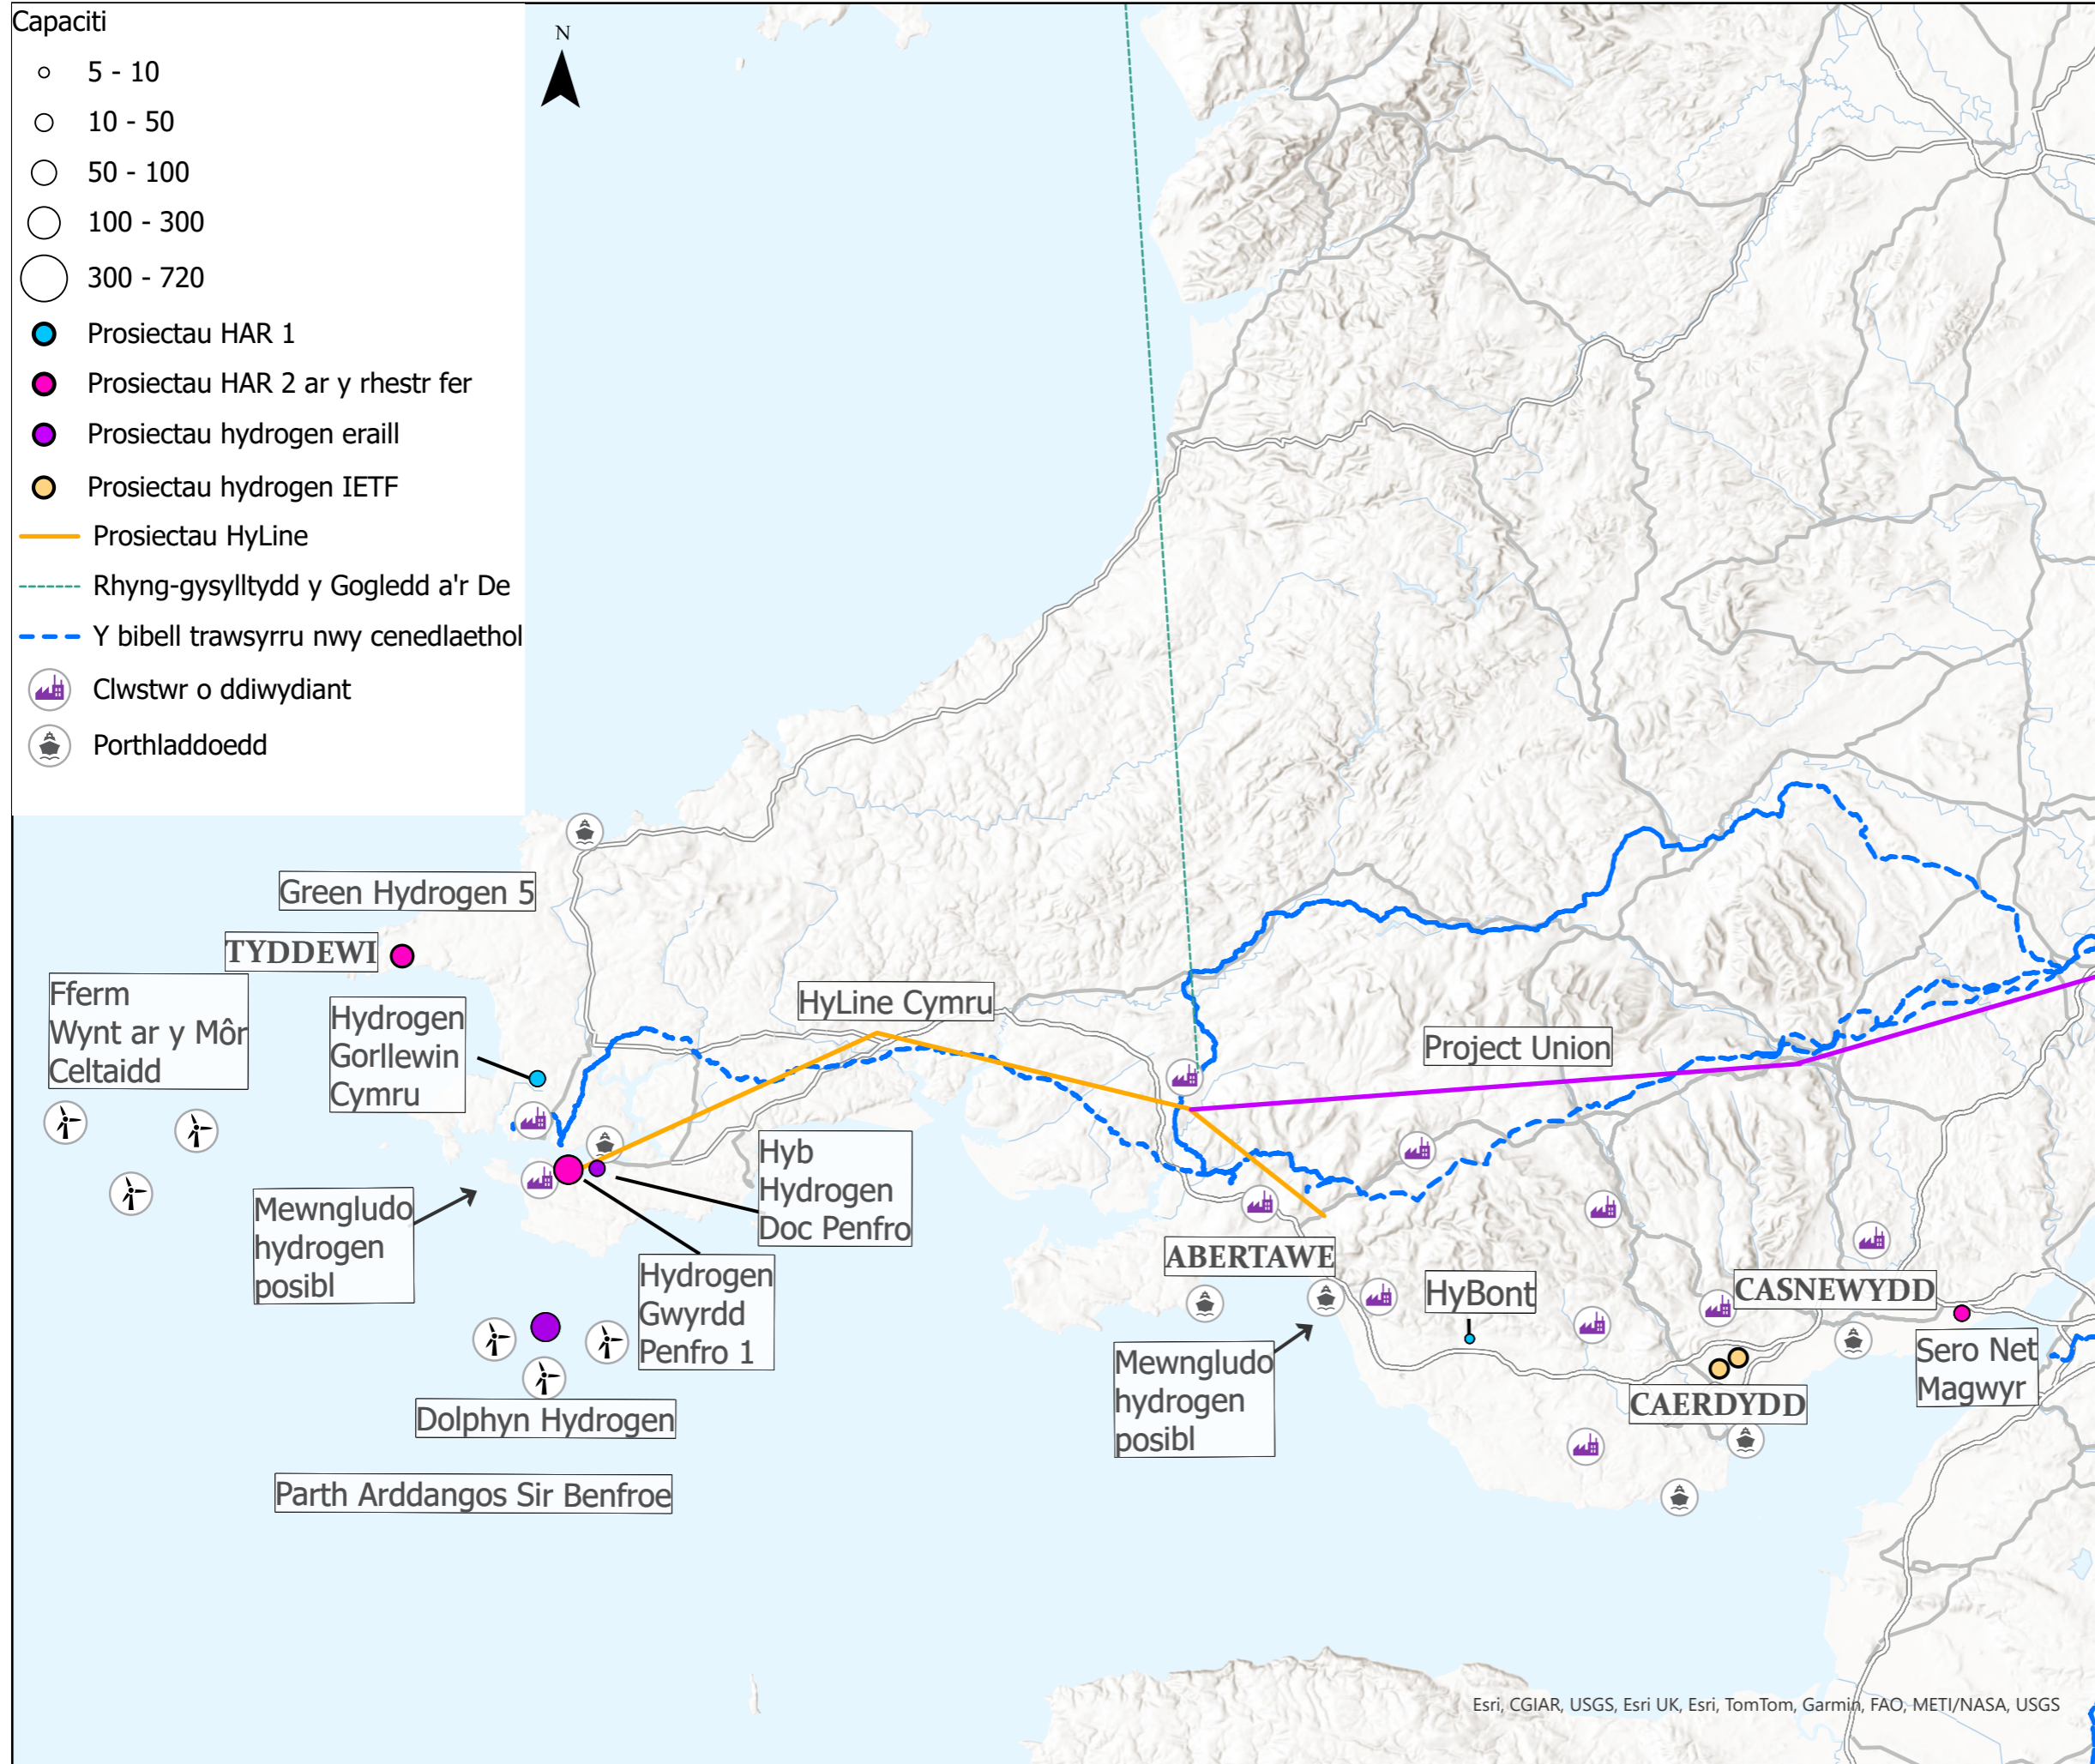 Capaciti
5 - 10
10 - 50
50 - 100
100 - 300
300 - 720
Prosiectau HAR 1
Prosiectau HAR 2 ar y rhestr fer
Prosiectau hydrogen eraill
Prosiectau hydrogen IETF
Prosiectau HyLine
Rhyng-gysylltydd y Gogledd a'r De
Y bibell trawsyrru nwy cenedlaethol
Clwstwr o ddiwydiant
Porthladdoedd
N
Green Hydrogen 5
TYDDEWI
Fferm
Wynt ar y Môr
Celtaidd
Hydrogen
Gorllewin
Cymru
HyLine Cymru
Project Union
Hyb
Hydrogen
Doc Penfro
Mewngludo
hydrogen
posibl
Hydrogen
Gwyrdd
Penfro 1
ABERTAWE
HyBont
CASNEWYDD
Mewngludo
hydrogen
posibl
Sero Net
Magwyr
CAERDYDD
Dolphyn Hydrogen
Parth Arddangos Sir Benfroe
Esri, CGIAR, USGS, Esri UK, Esri, TomTom, Garmin, FAO, METI/NASA, USGS